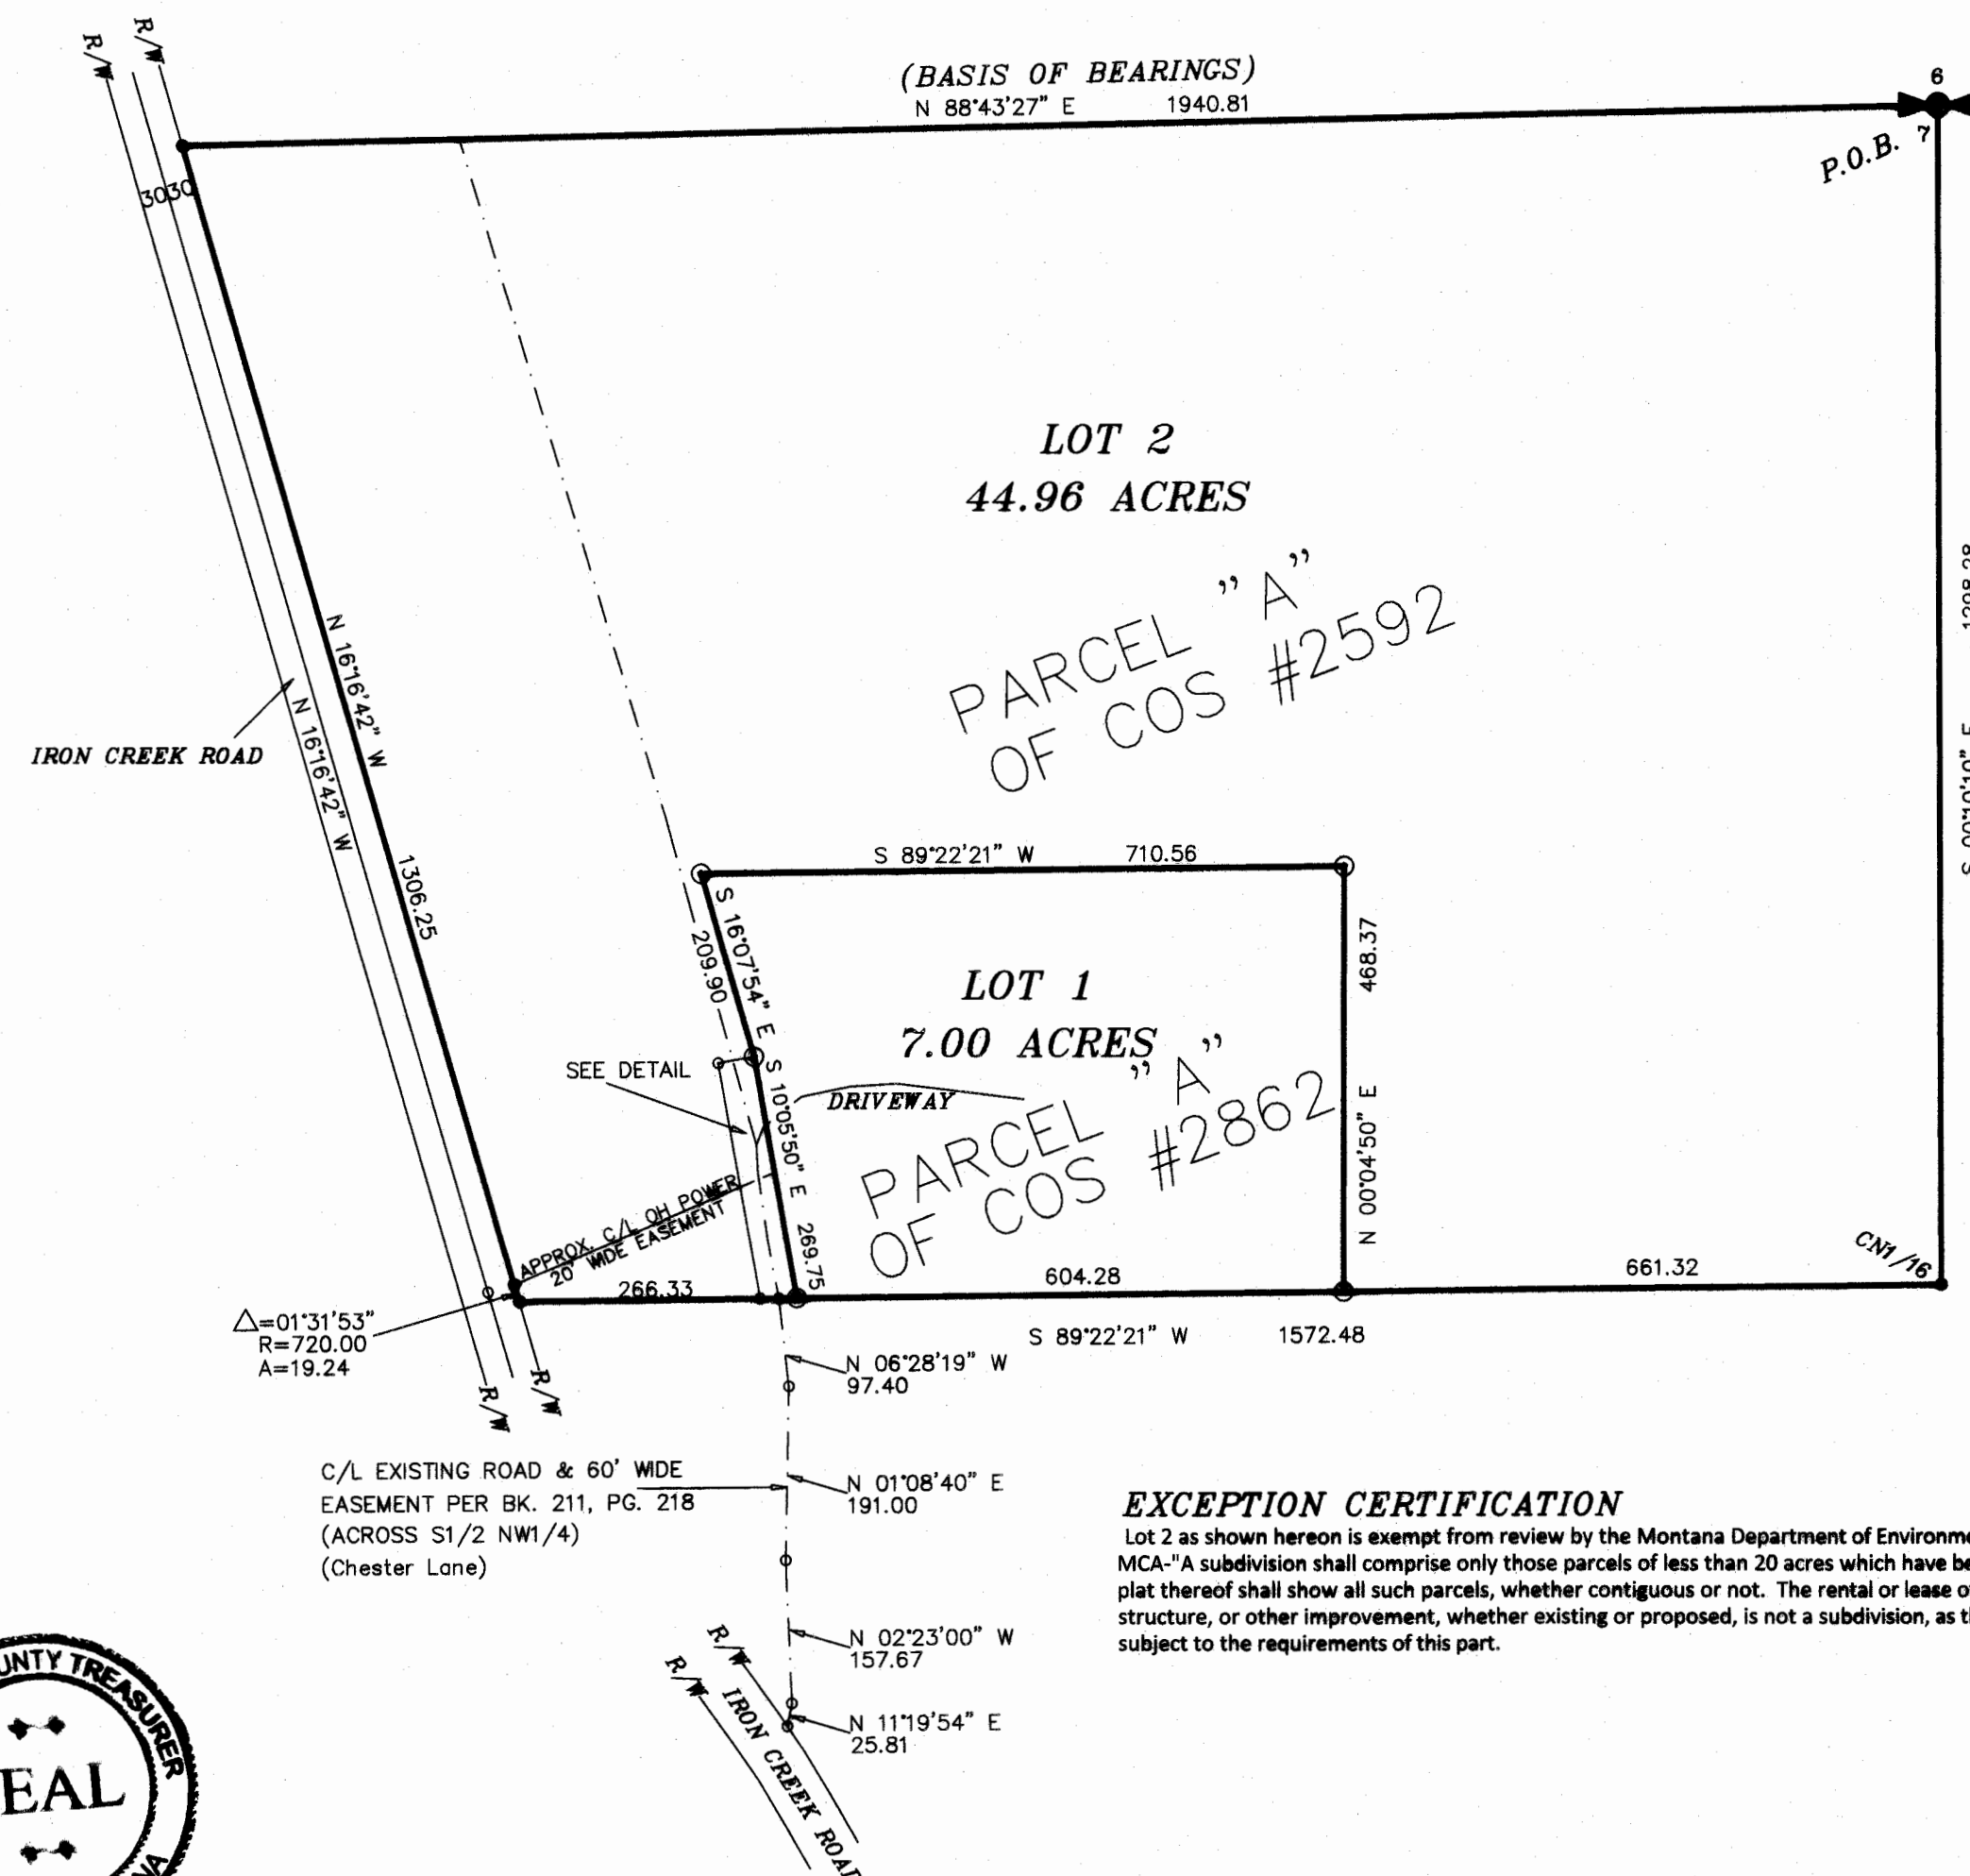 R/W
R/W
(BASIS OF BEARINGS)
N 88°43'27" E 1940.81
6
7
P.O.B.
3030
LOT 2
44.96 ACRES
PARCEL "A"
OF COS #2592
N 16°16'42" W
1306.25
N 16°16'42" W
IRON CREEK ROAD
S 00°10'10" E 1298.28
S 89°22'21" W 710.56
S 16°07'54" E
209.90
468.37
N 00°04'50" E
LOT 1
7.00 ACRES
SEE DETAIL
DRIVEWAY
S 10°05'50" E 269.75
PARCEL "A"
OF COS #2862
APPROX. C/L OH POWER
20' WIDE EASEMENT
266.33
604.28
661.32
CN1/16
S 89°22'21" W 1572.48
△=01°31'53"
R=720.00
A=19.24
R/W
R/W
N 06°28'19" W
97.40
C/L EXISTING ROAD & 60' WIDE
EASEMENT PER BK. 211, PG. 218
(ACROSS S1/2 NW1/4)
(Chester Lane)
N 01°08'40" E
191.00
N 02°23'00" W
157.67
N 11°19'54" E
25.81
R/W
R/W
IRON CREEK ROAD
EXCEPTION CERTIFICATION
Lot 2 as shown hereon is exempt from review by the Montana Department of Environme
MCA-"A subdivision shall comprise only those parcels of less than 20 acres which have be
plat thereof shall show all such parcels, whether contiguous or not. The rental or lease o
structure, or other improvement, whether existing or proposed, is not a subdivision, as t
subject to the requirements of this part.
UNTY TREASURER
EAL
NA